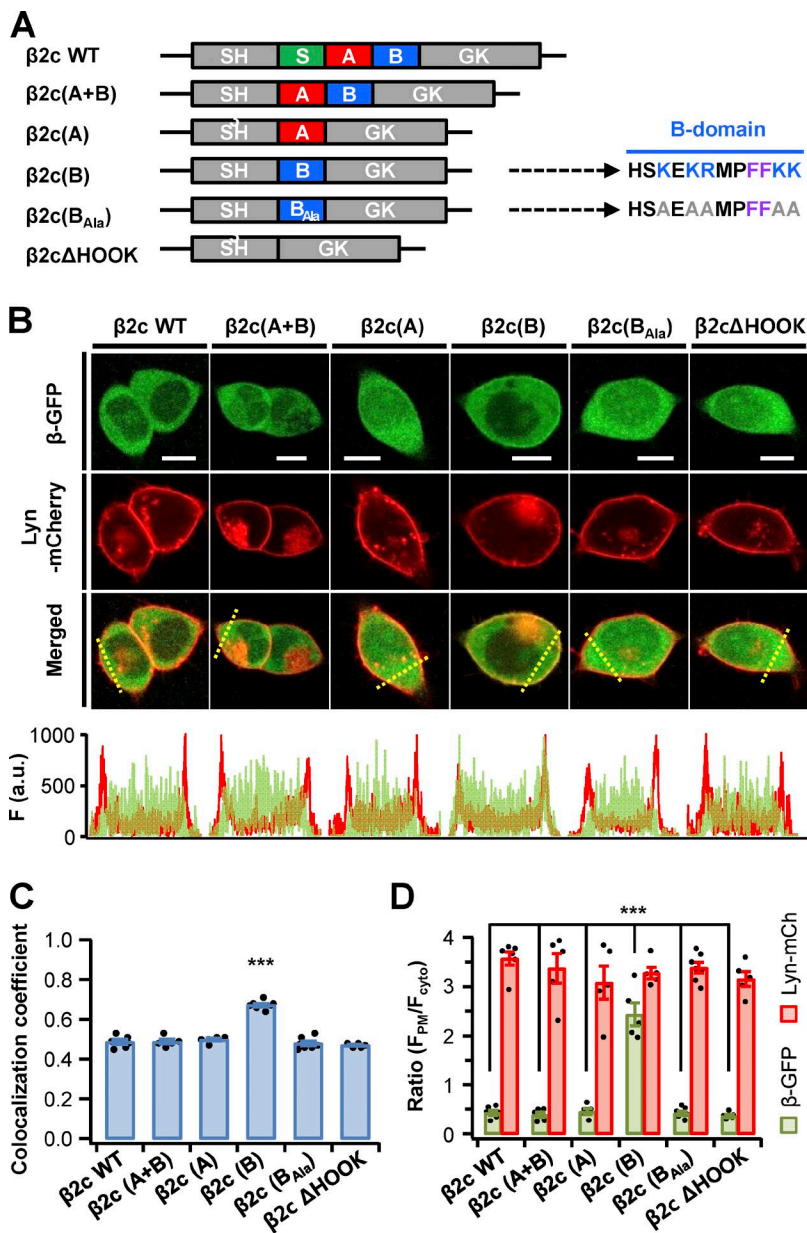 A
β2c WT SH S A B GK
β2c(A+B) SH A B GK
β2c(A) SH3 A GK
B-domain
β2c(B) SH B GK HSKEKRMPFFKK
β2c(BAla) SH BAla GK HSAEAAMPFFAA
β2cΔHOOK SH3 GK
B
β2c WT β2c(A+B) β2c(A) β2c(B) β2c(BAla) β2cΔHOOK
β-GFP
Lyn
-mCherry
Merged
F (a.u.)
1000
500
0
C
Colocalization coefficient
1.0
0.8
0.6
0.4
0.2
0.0
***
β2c WT β2c (A+B) β2c (A) β2c (B) β2c (BAla) β2c ΔHOOK
D
Ratio (FPM/Fcyto)
4
3
2
1
0
***
β2c WT β2c (A+B) β2c (A) β2c (B) β2c (BAla) β2c ΔHOOK
Lyn-mCh
β-GFP